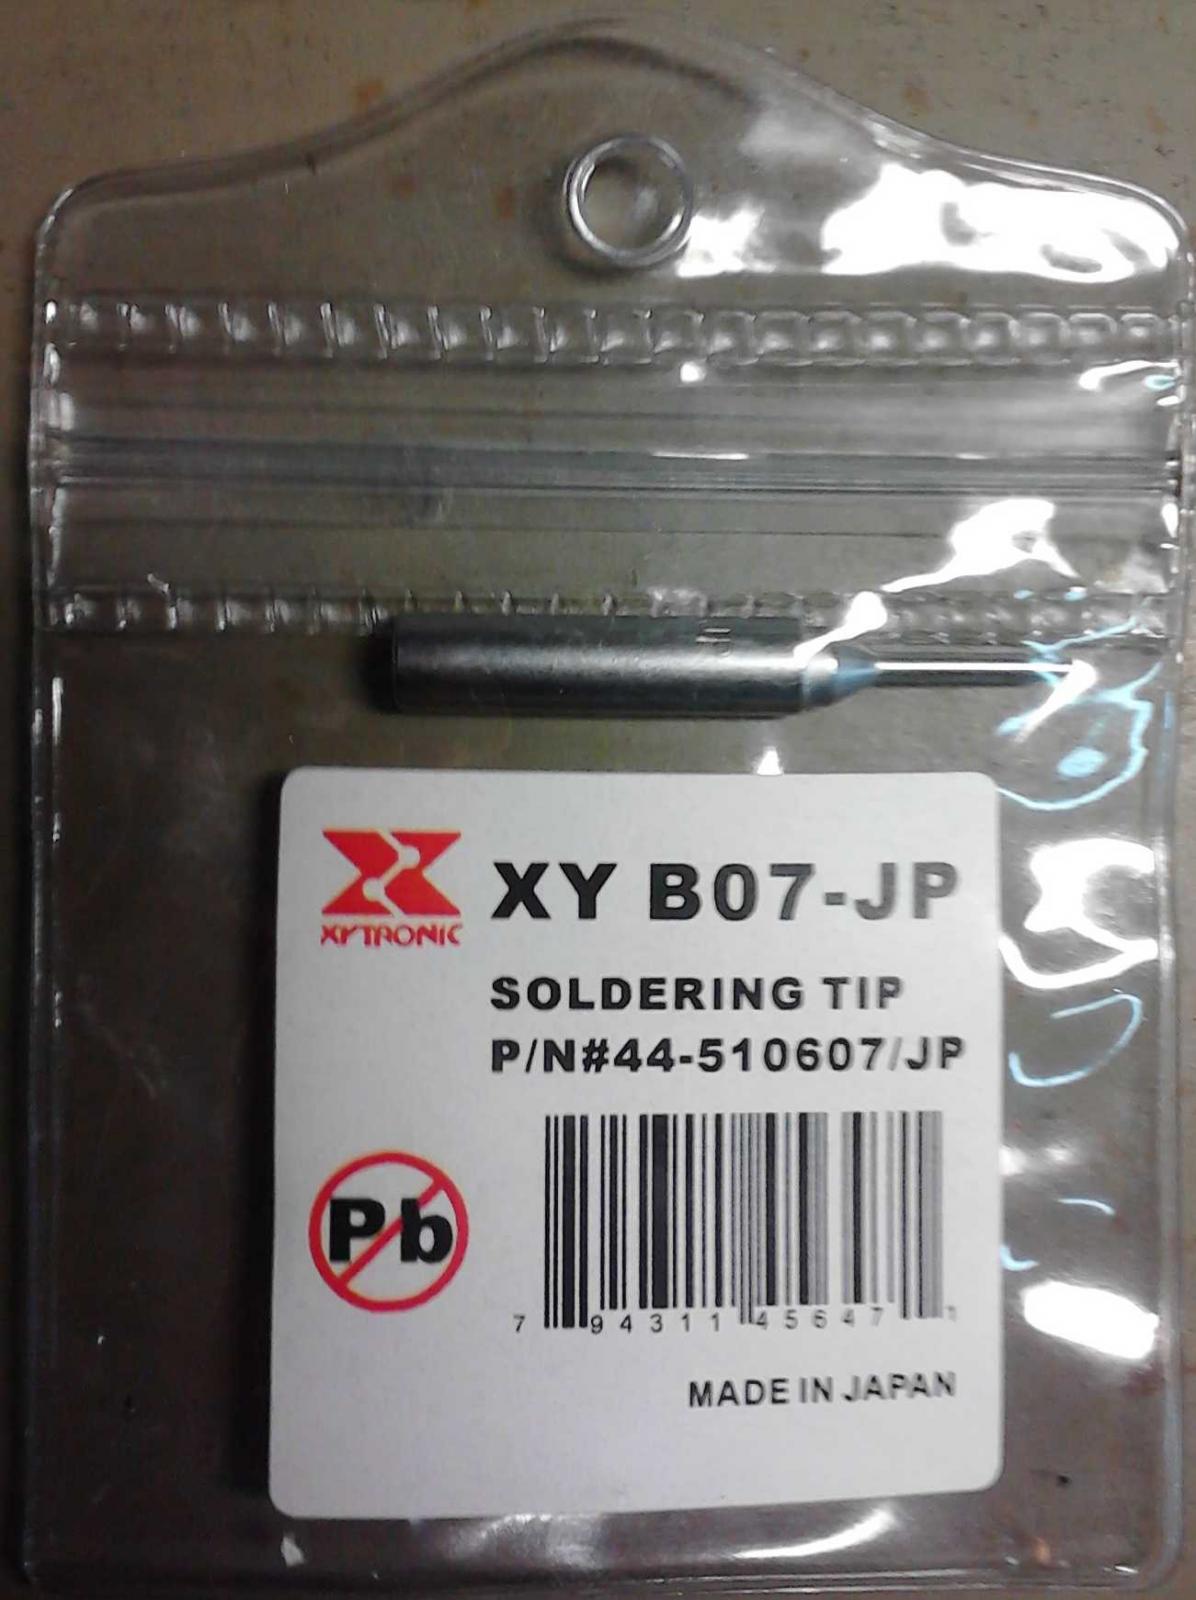 XYTRONIC
XY B07-JP
SOLDERING TIP
P/N#44-510607/JP
Pb
7 94311 45647 1
MADE IN JAPAN